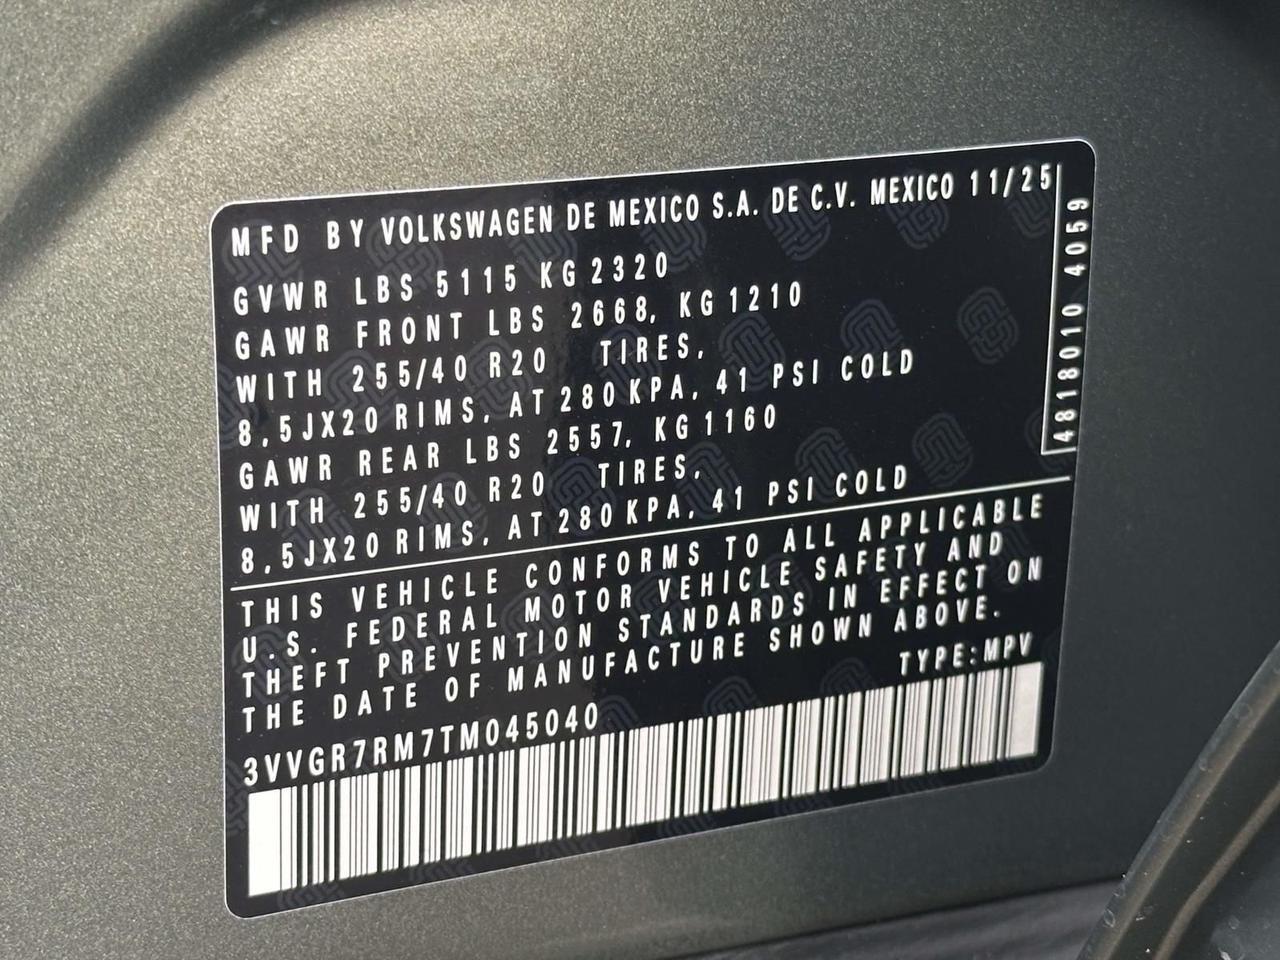 MFD BY VOLKSWAGEN DE MEXICO S.A. DE C.V. MEXICO 11/25
GVWR LBS 5115 KG 2320
GAWR FRONT LBS 2668, KG 1210
WITH 255/40 R20 TIRES,
8,5JX20 RIMS, AT 280 KPA, 41 PSI COLD
GAWR REAR LBS 2557, KG 1160
WITH 255/40 R20 TIRES,
8,5JX20 RIMS, AT 280 KPA, 41 PSI COLD
4818010 4059
THIS VEHICLE CONFORMS TO ALL APPLICABLE
U.S. FEDERAL MOTOR VEHICLE SAFETY AND
THEFT PREVENTION STANDARDS IN EFFECT ON
THE DATE OF MANUFACTURE SHOWN ABOVE.
TYPE:MPV
3VVGR7RM7TM045040